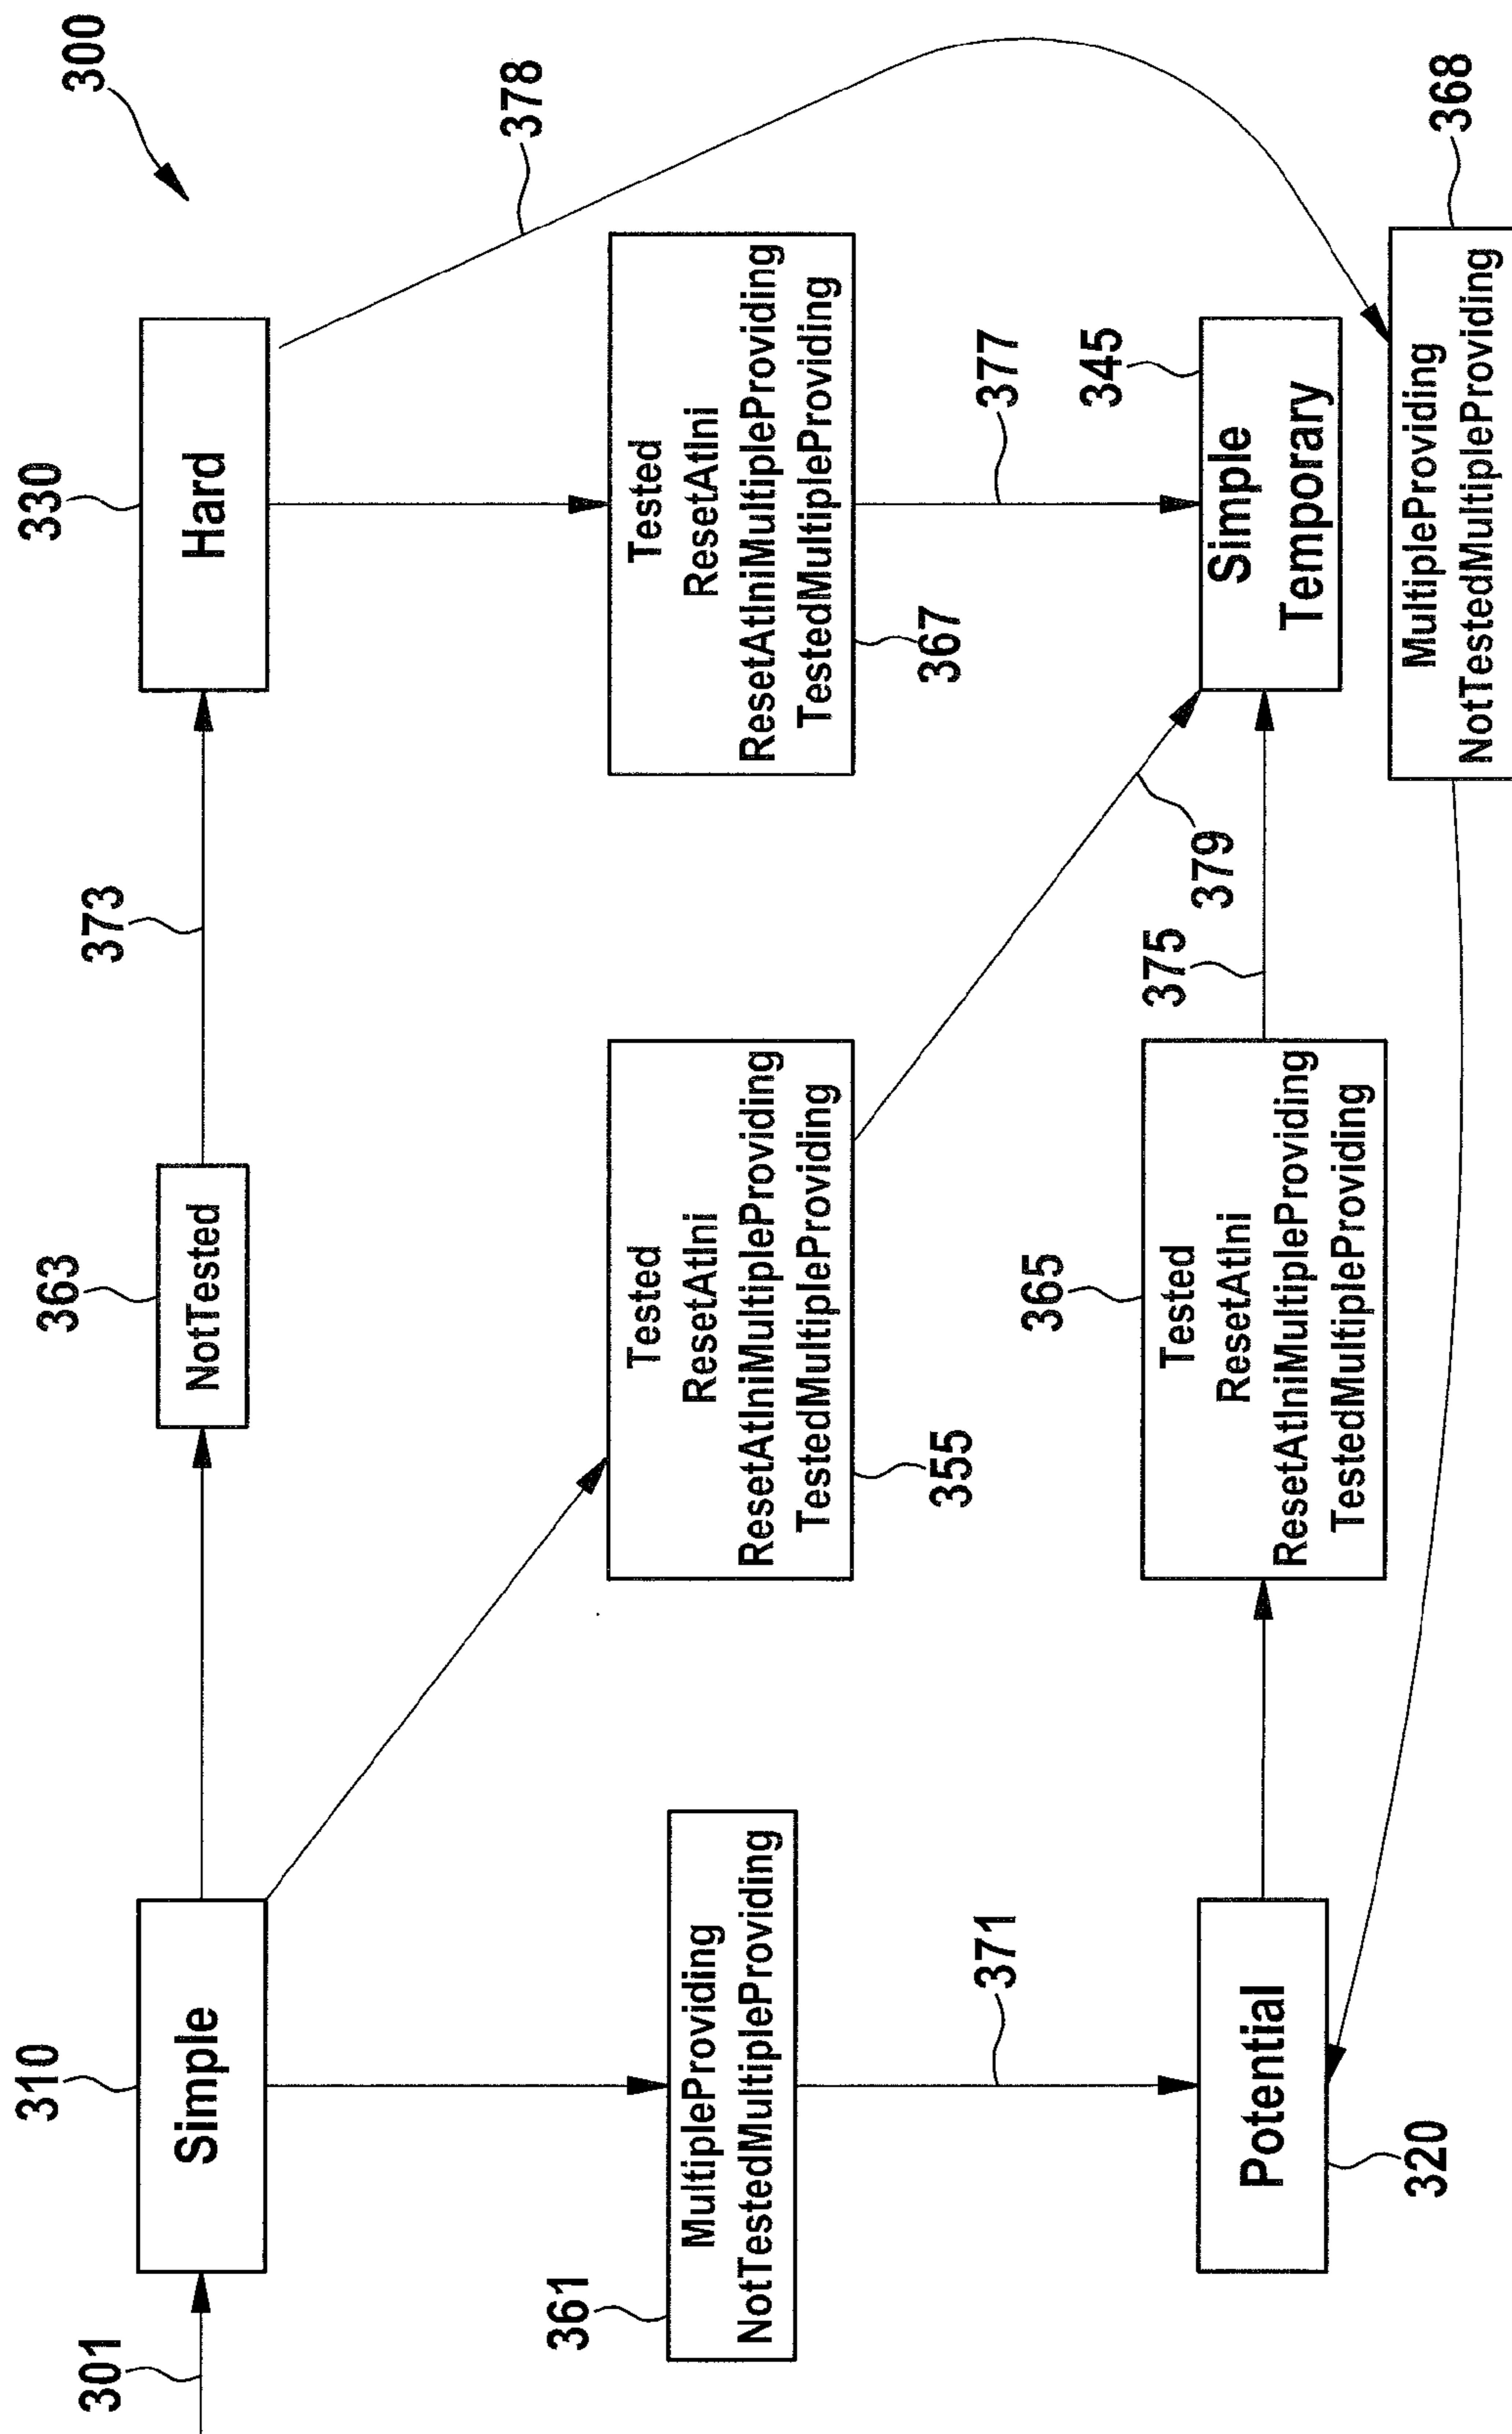 300
310
Simple
301
363
NotTested
373
330
Hard
378
361
MultipleProviding
NotTestedMultipleProviding
Tested
ResetAtIni
ResetAtIniMultipleProviding
TestedMultipleProviding
355
Tested
ResetAtIni
ResetAtIniMultipleProviding
TestedMultipleProviding
367
371
377
379
Potential
320
365
Tested
ResetAtIni
ResetAtIniMultipleProviding
TestedMultipleProviding
375
345
Simple
Temporary
MultipleProviding
NotTestedMultipleProviding
368